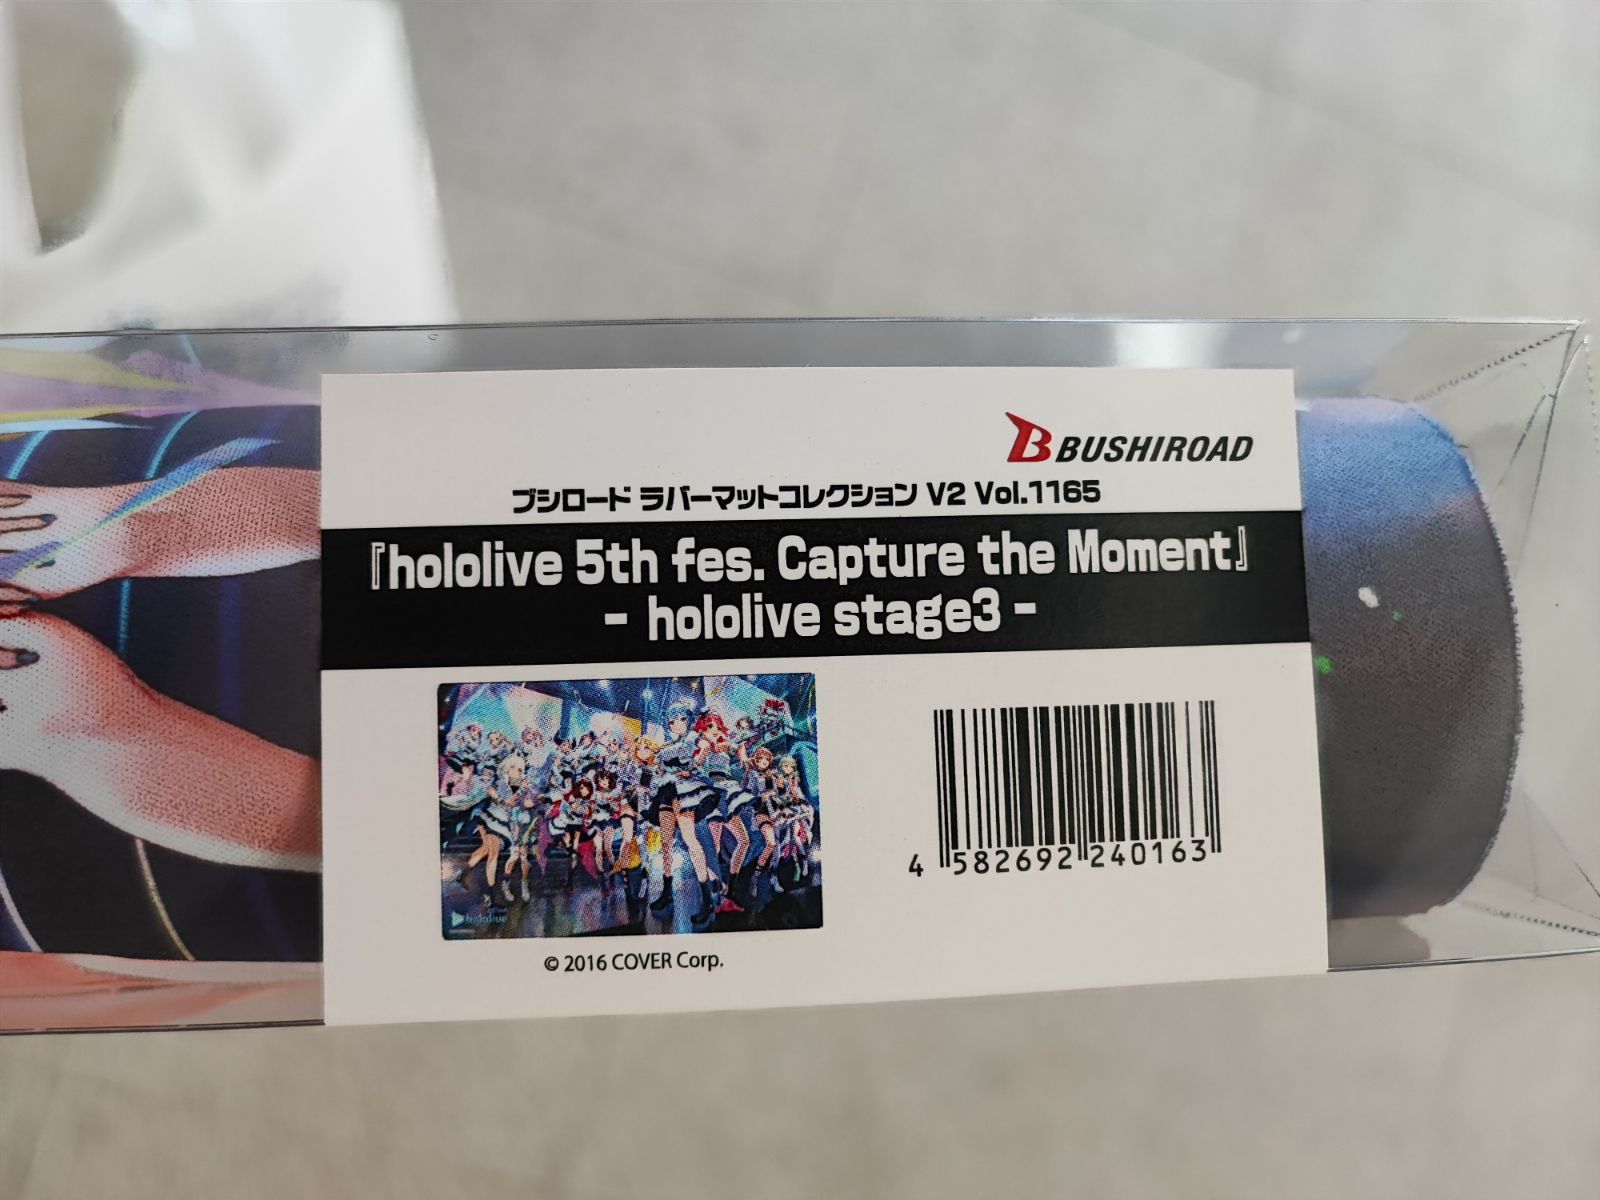 BUSHIROAD
ブシロード ラバーマットコレクション V2 Vol.1165
『hololive 5th fes. Capture the Moment』
- hololive stage3 -
hololive
4 582692 240163
© 2016 COVER Corp.